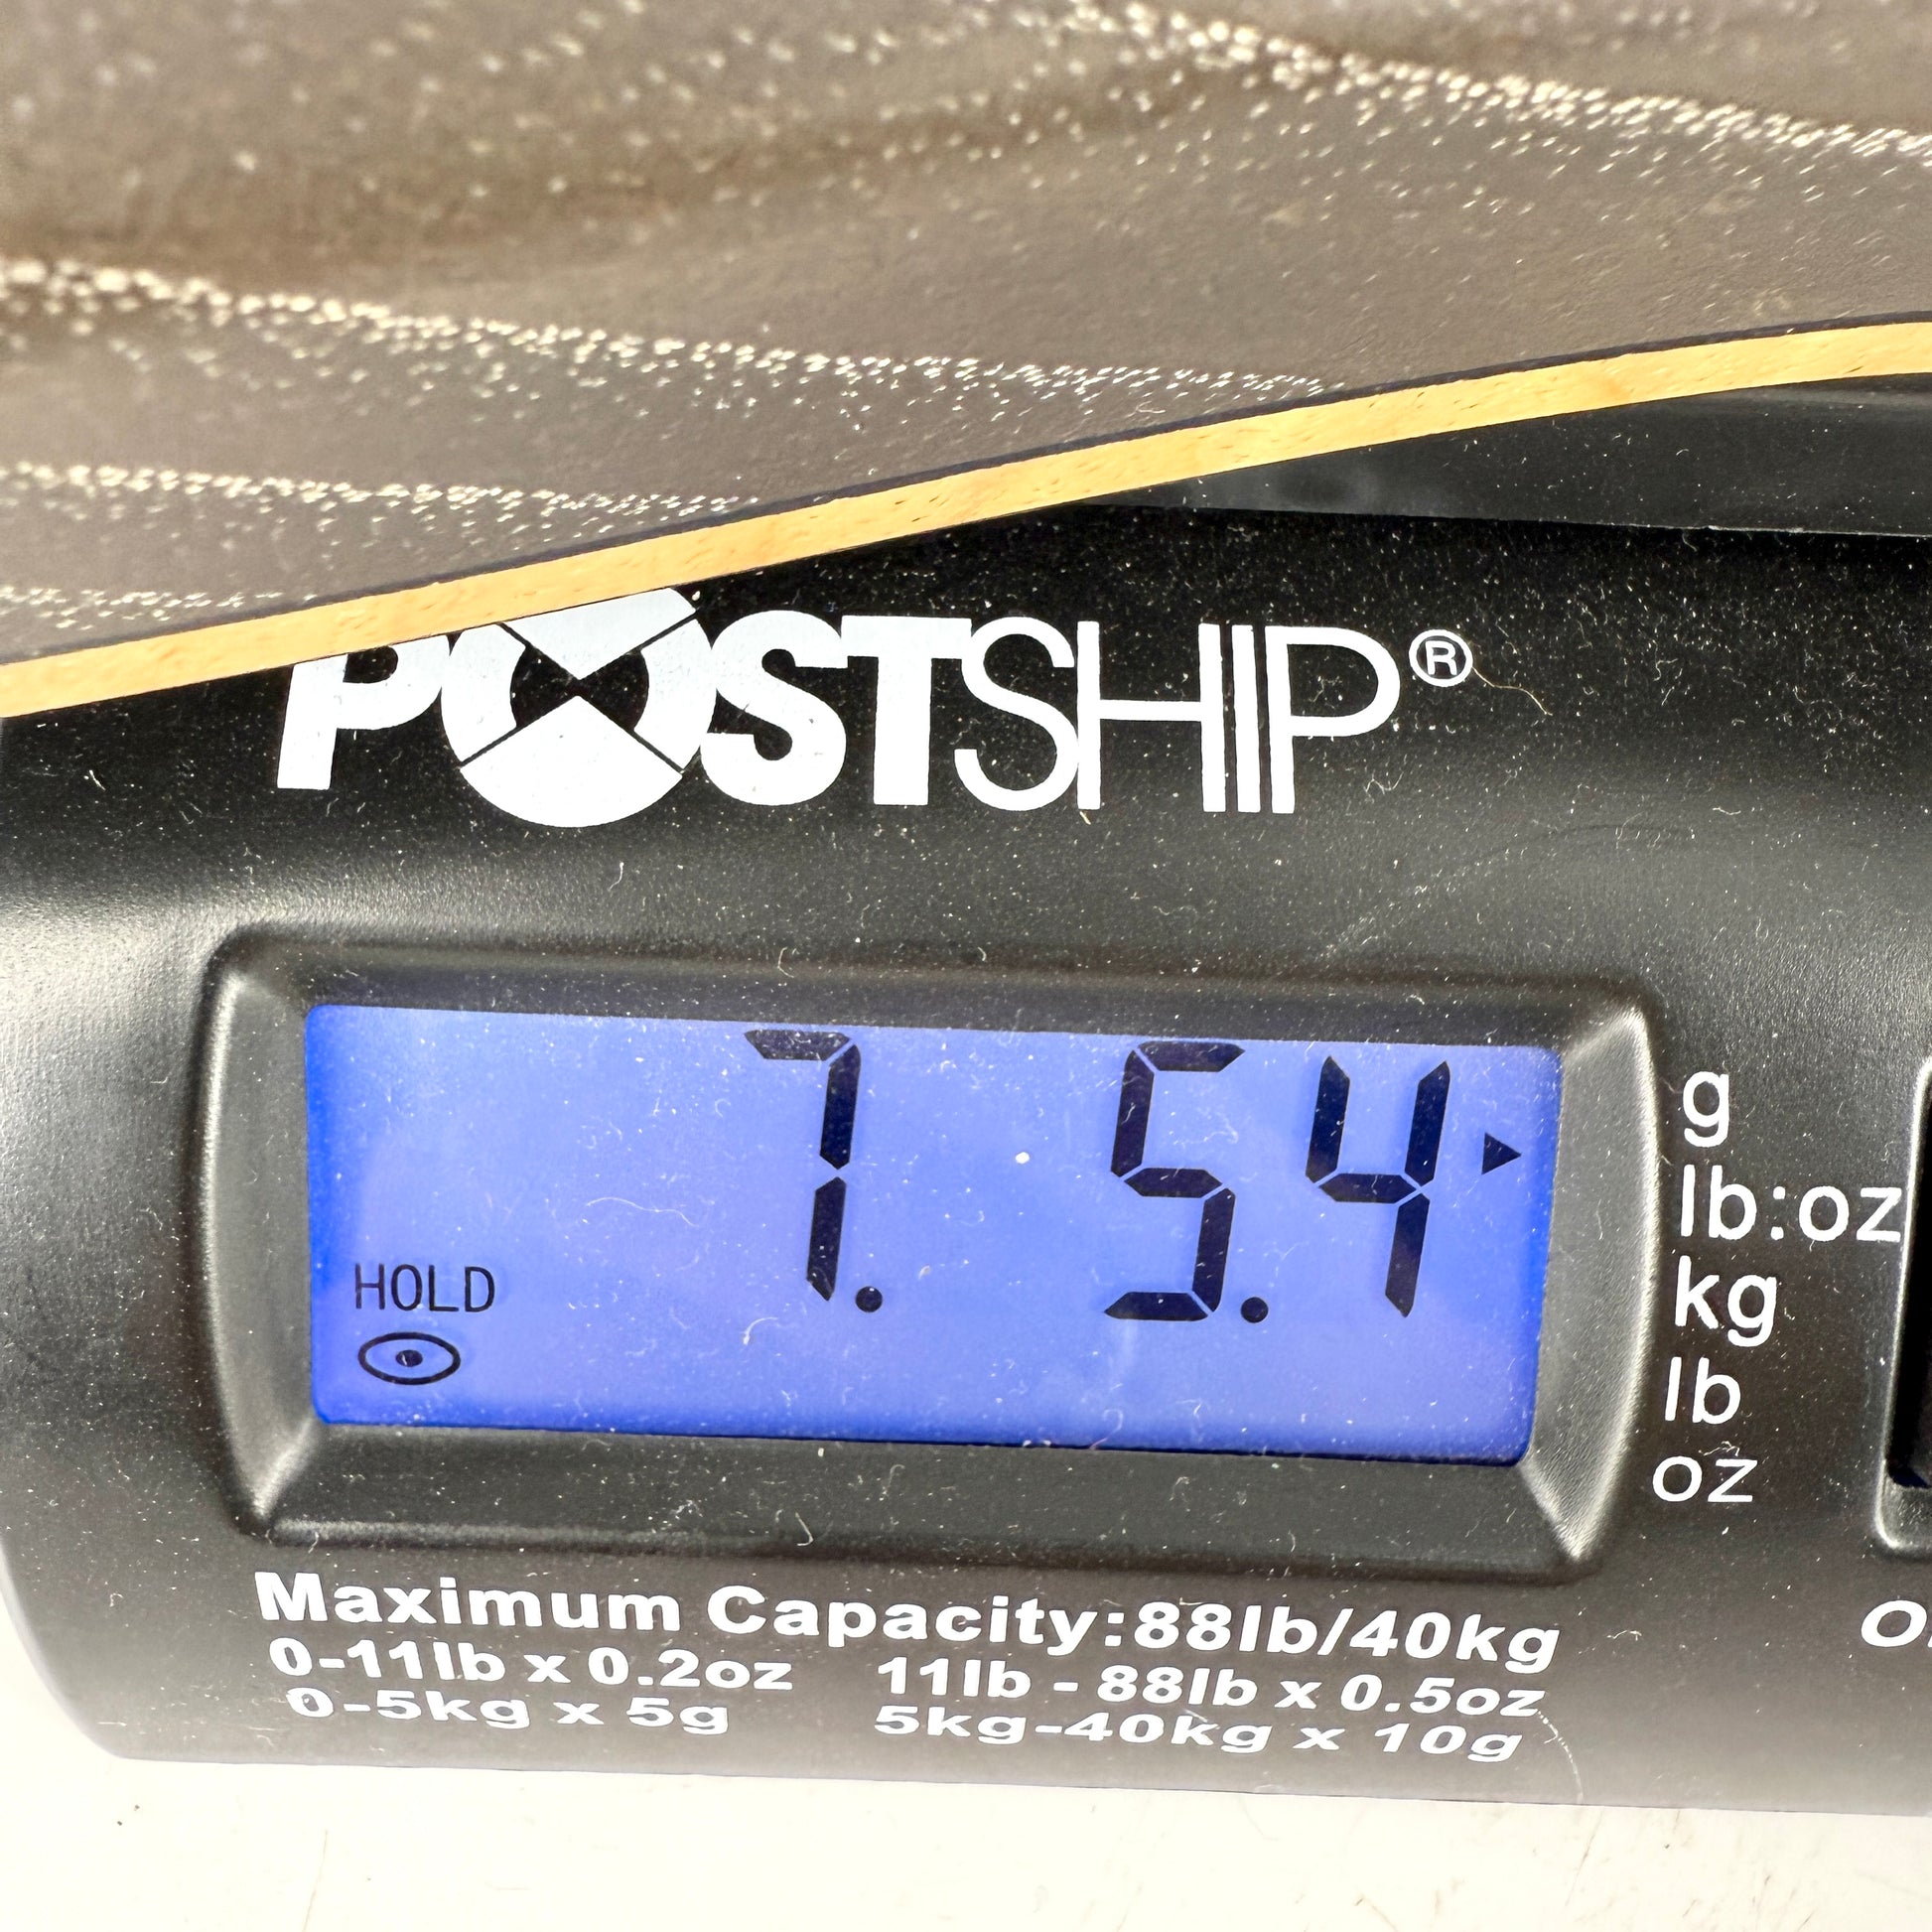 POSTSHIP®
7. 5.4
HOLD
g
lb:oz
kg
lb
oz
Maximum Capacity:88lb/40kg
0-11lb x 0.2oz 11lb - 88lb x 0.5oz
0-5kg x 5g 5kg-40kg x 10g